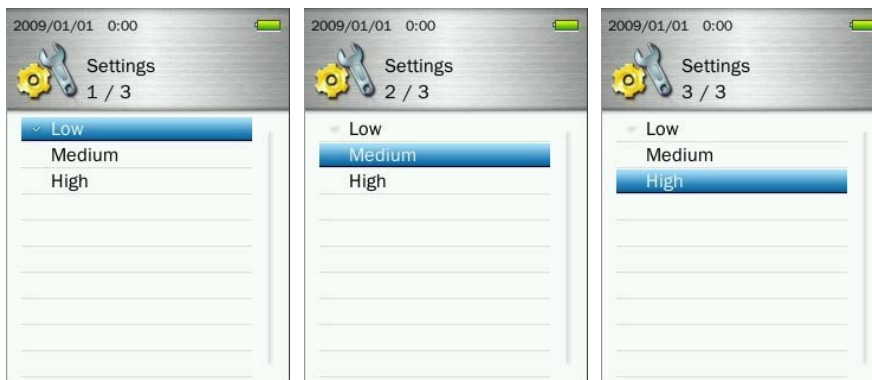 2009/01/01 0:00
Settings
1 / 3
Low
Medium
High
2009/01/01 0:00
Settings
2 / 3
Low
Medium
High
2009/01/01 0:00
Settings
3 / 3
Low
Medium
High